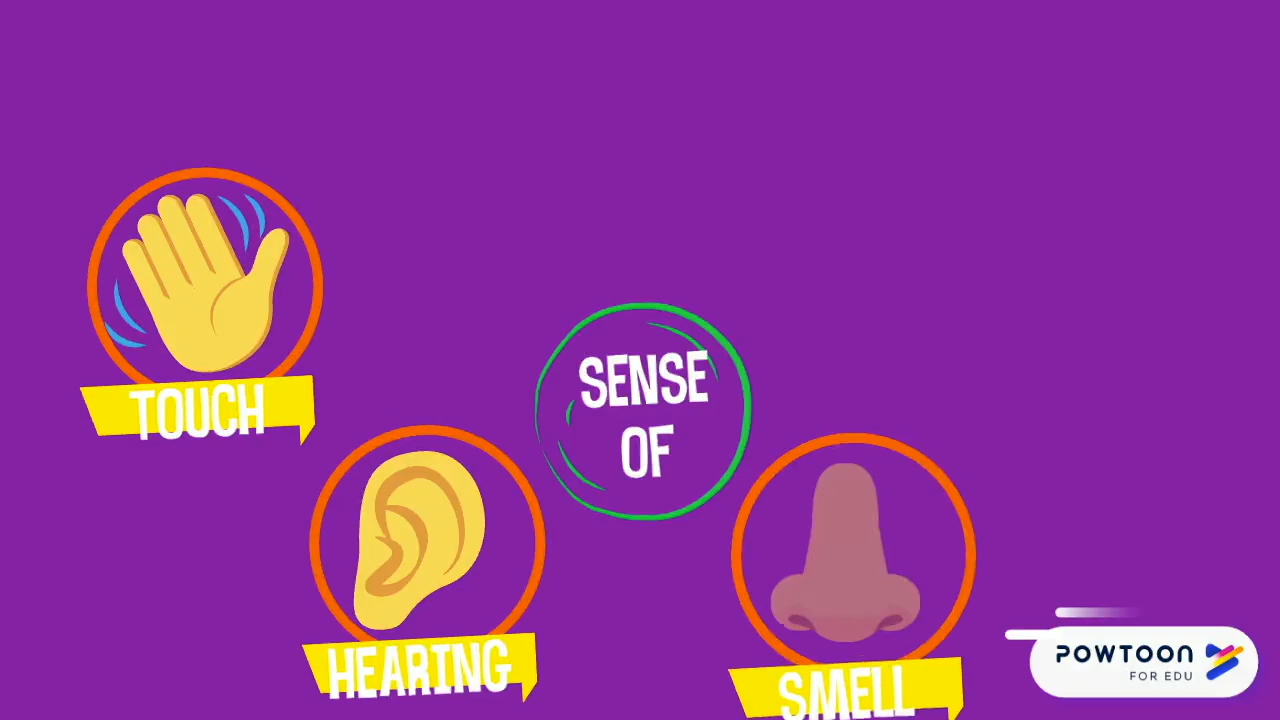 SENSE
OF
TOUCH
HEARING
SMELL
POWTOON
FOR EDU